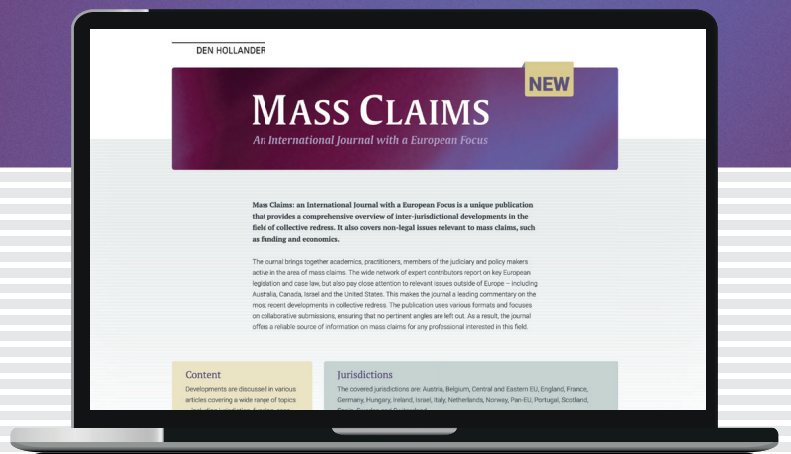 DEN HOLLANDER
NEW
MASS CLAIMS
An International Journal with a European Focus
Mass Claims: an International Journal with a European Focus is a unique publication
that provides a comprehensive overview of inter-jurisdictional developments in the
field of collective redress. It also covers non-legal issues relevant to mass claims, such
as funding and economics.
The ournal brings together academics, practitioners, members of the judiciary and policy makers
active in the area of mass claims. The wide network of expert contributors report on key European
legislation and case law, but also pay close attention to relevant issues outside of Europe – including
Australia, Canada, Israel and the United States. This makes the journal a leading commentary on the
most recent developments in collective redress. The publication uses various formats and focuses
on collaborative submissions, ensuring that no pertinent angles are left out. As a result, the journal
offers a reliable source of information on mass claims for any professional interested in this field.
Content
Developments are discussed in various
articles covering a wide range of topics
Jurisdictions
The covered jurisdictions are: Austria, Belgium, Central and Eastern EU, England, France,
Germany, Hungary, Ireland, Israel, Italy, Netherlands, Norway, Pan-EU, Portugal, Scotland,